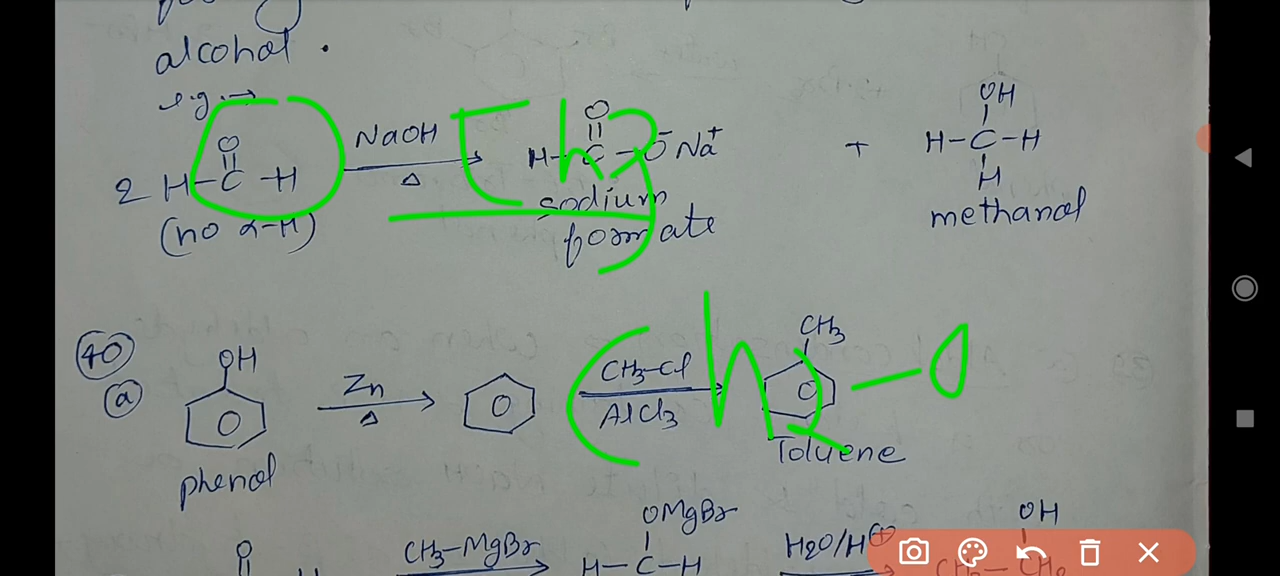 alcohol .
e.g. →
2 H-C-H
O
||
NaOH
Δ
H-C-O⁻Na⁺
O
||
+
OH
|
H-C-H
|
H
(no α-H)
sodium
formate
methanol
40
a
OH
Zn
Δ
CH₃-Cl
AlCl₃
CH₃
phenol
Toluene
O
CH₃-MgBr
OMgBr
|
H-C-H
H₂O/H⊕
OH